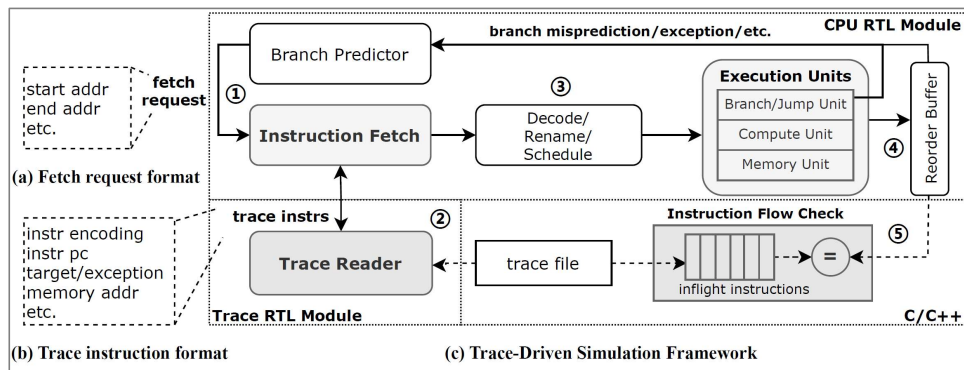 CPU RTL Module
branch misprediction/exception/etc.
Branch Predictor
Execution Units
start addr
end addr
etc.
fetch
request
①
③
Branch/Jump Unit
Instruction Fetch
Decode/
Rename/
Schedule
Compute Unit
Memory Unit
④
Reorder Buffer
(a) Fetch request format
trace instrs
②
Instruction Flow Check
⑤
instr encoding
instr pc
target/exception
memory addr
etc.
Trace Reader
trace file
=
inflight instructions
Trace RTL Module
C/C++
(b) Trace instruction format
(c) Trace-Driven Simulation Framework